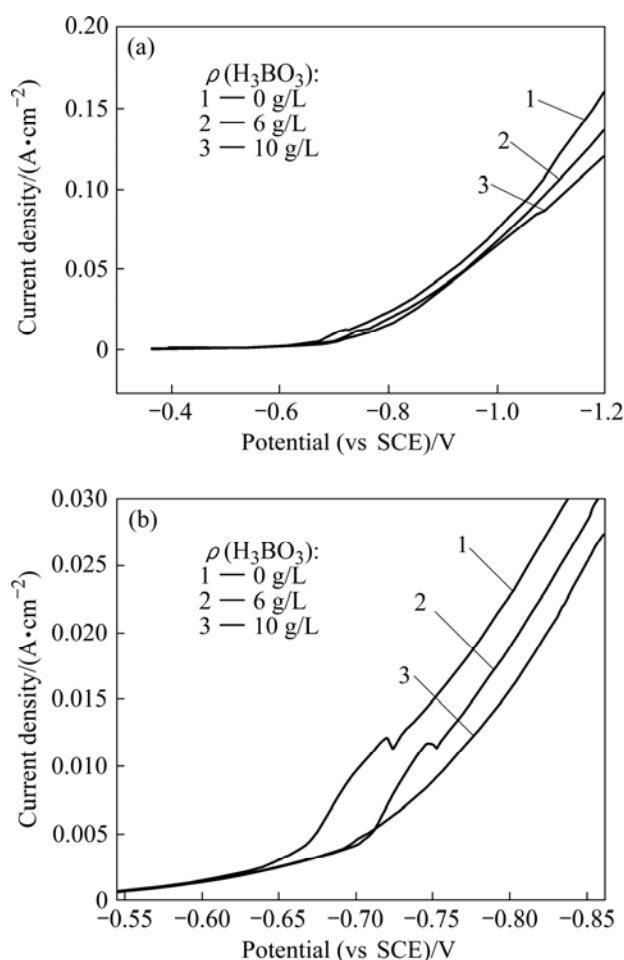 (a)
ρ(H₃BO₃):
1 — 0 g/L
2 — 6 g/L
3 — 10 g/L
1
2
3
0.20
0.15
0.10
0.05
0
Current density/(A•cm⁻²)
−0.4 −0.6 −0.8 −1.0 −1.2
Potential (vs SCE)/V
(b)
ρ(H₃BO₃):
1 — 0 g/L
2 — 6 g/L
3 — 10 g/L
1
2
3
0.030
0.025
0.020
0.015
0.010
0.005
0
Current density/(A•cm⁻²)
−0.55 −0.60 −0.65 −0.70 −0.75 −0.80 −0.85
Potential (vs SCE)/V